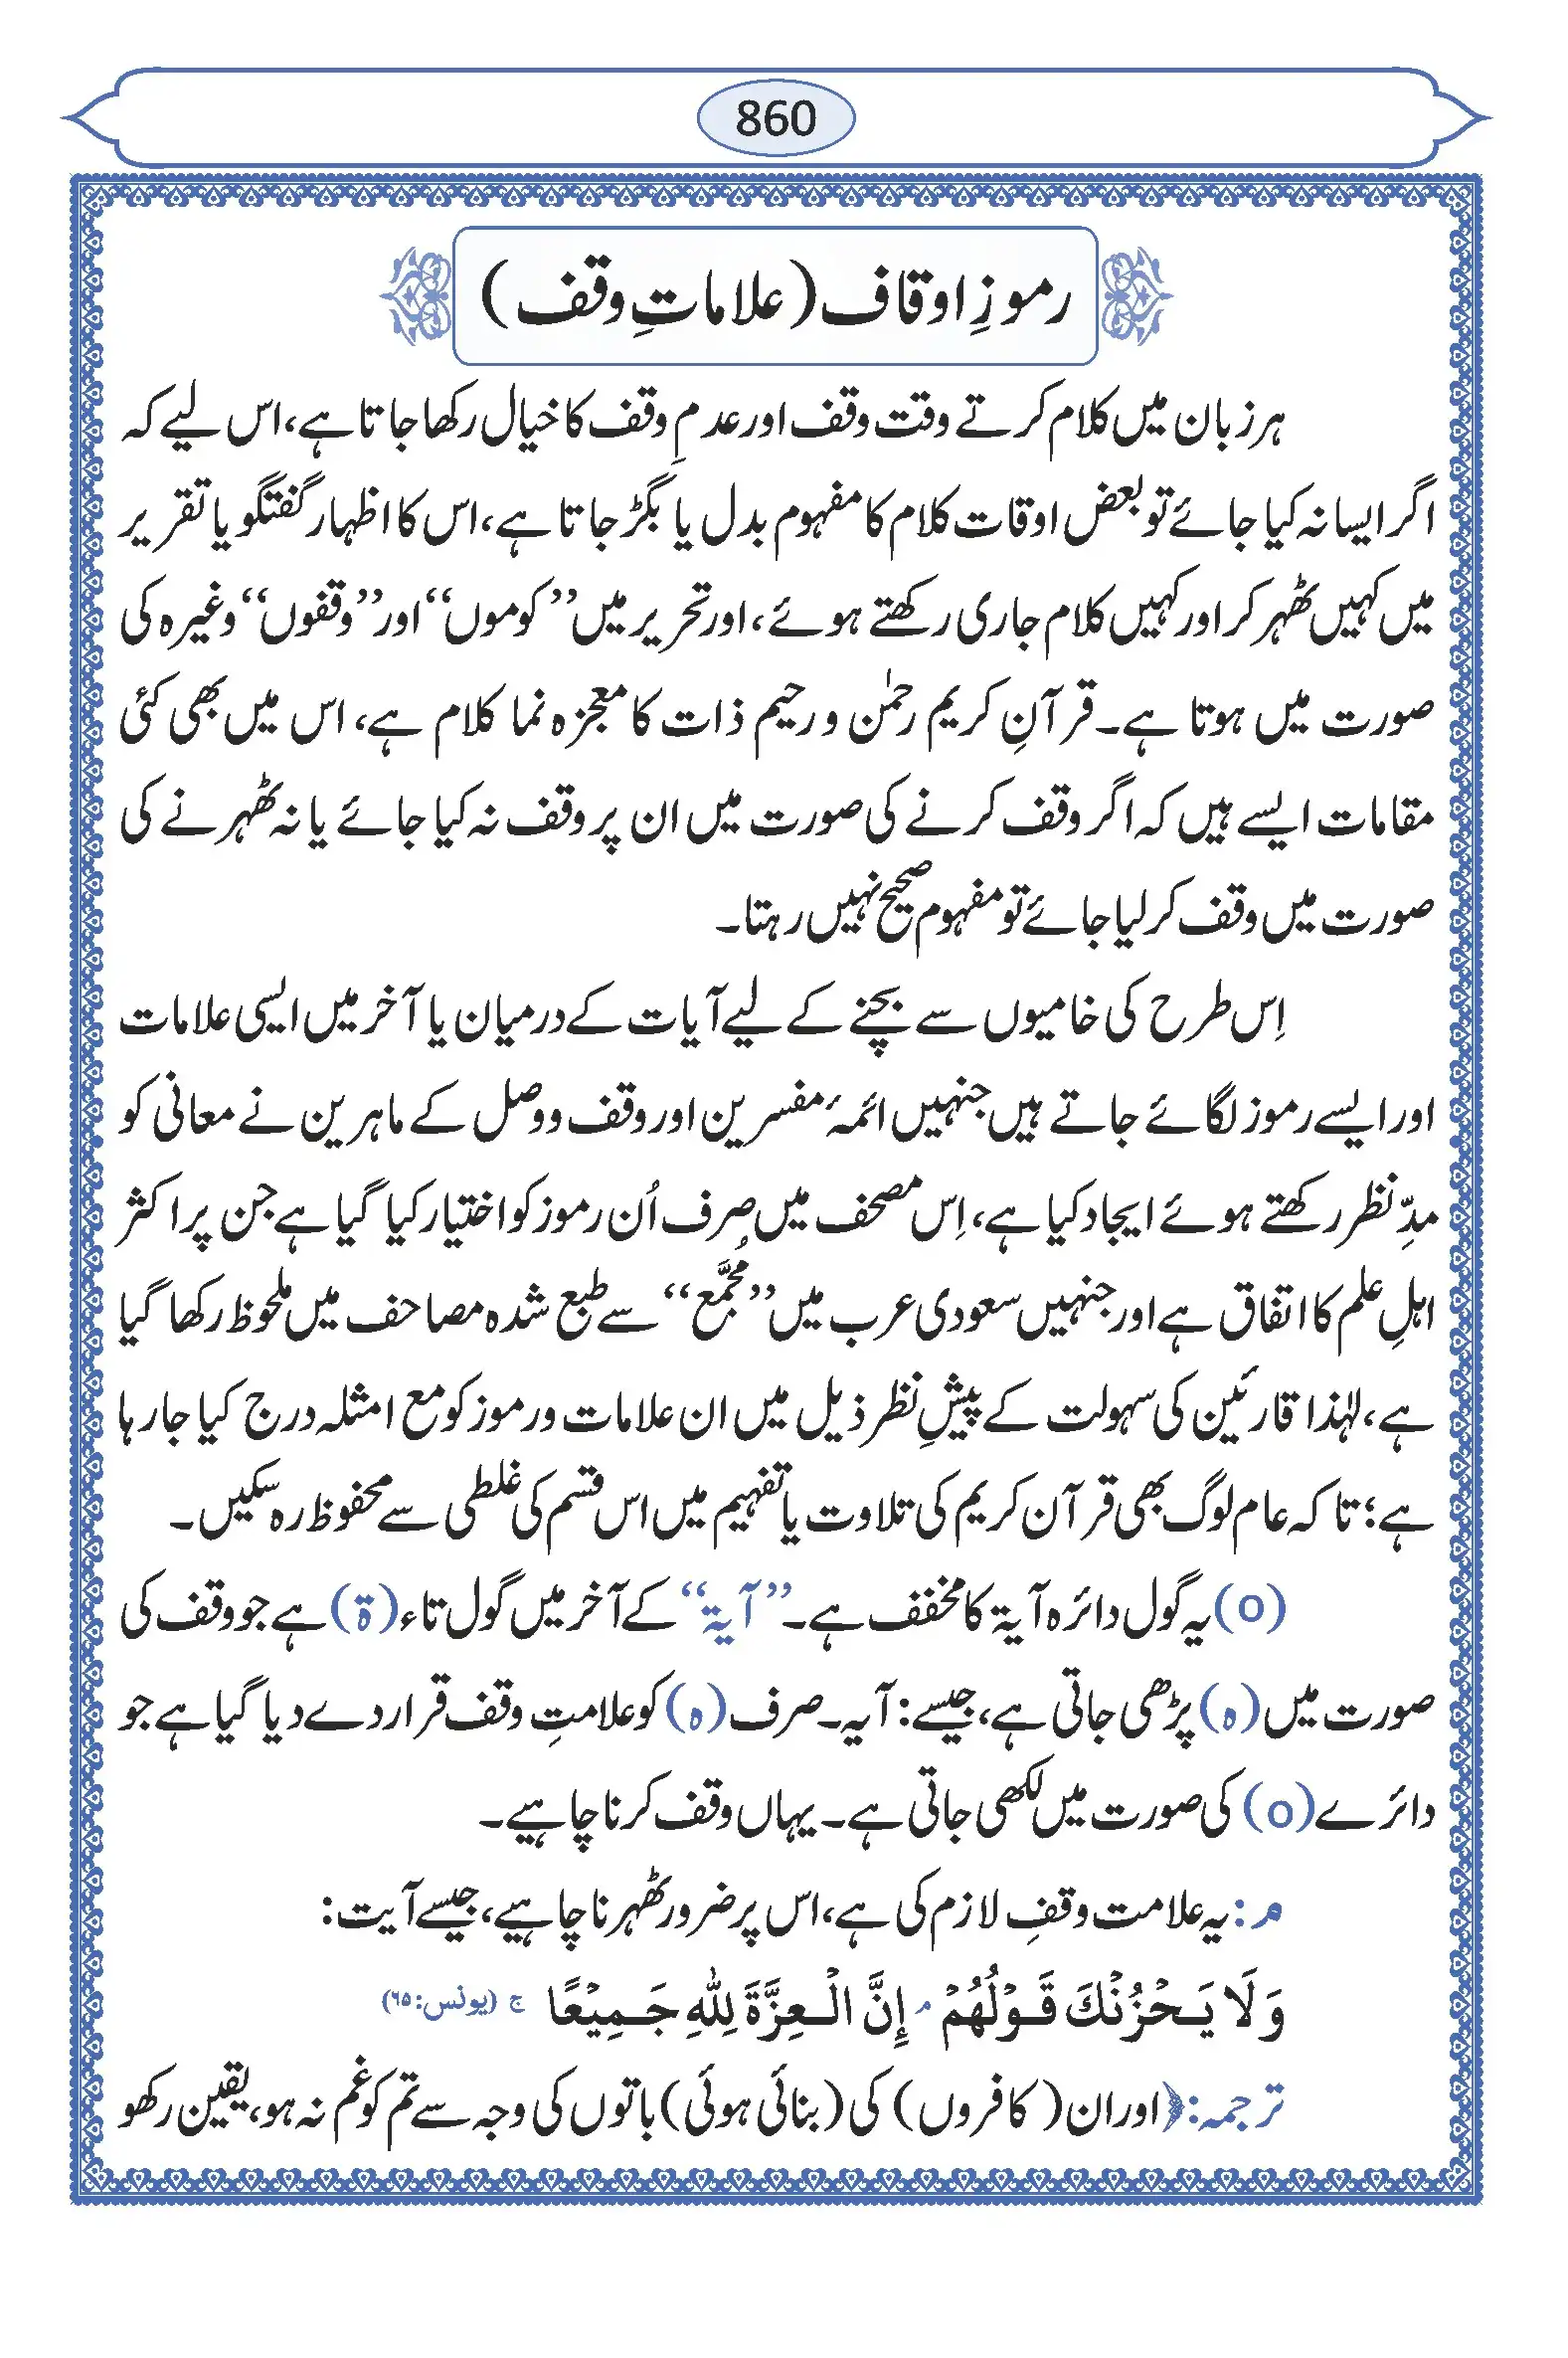 860
رموزِ اوقاف (علاماتِ وقف)
ہر زبان میں کلام کرتے وقت وقف اور عدمِ وقف کا خیال رکھا جاتا ہے، اس لیے کہ
اگر ایسا نہ کیا جائے تو بعض اوقات کلام کا مفہوم بدل یا بگڑ جاتا ہے، اس کا اظہار گفتگو یا تقریر
میں کہیں ٹھہر کر اور کہیں کلام جاری رکھتے ہوئے، اور تحریر میں ’’کوموں‘‘ اور ’’وقفوں‘‘ وغیرہ کی
صورت میں ہوتا ہے۔ قرآنِ کریم رحمٰن و رحیم ذات کا معجزہ نما کلام ہے، اس میں بھی کئی
مقامات ایسے ہیں کہ اگر وقف کرنے کی صورت میں ان پر وقف نہ کیا جائے یا نہ ٹھہرنے کی
صورت میں وقف کر لیا جائے تو مفہوم صحیح نہیں رہتا۔
اِس طرح کی خامیوں سے بچنے کے لیے آیات کے درمیان یا آخر میں ایسی علامات
اور ایسے رموز لگائے جاتے ہیں جنہیں ائمۂ مفسرین اور وقف و وصل کے ماہرین نے معانی کو
مدِّ نظر رکھتے ہوئے ایجاد کیا ہے، اِس مصحف میں صِرف اُن رموز کو اختیار کیا گیا ہے جن پر اکثر
اہلِ علم کا اتفاق ہے اور جنہیں سعودی عرب میں ’’مُجَمَّع‘‘ سے طبع شدہ مصاحف میں ملحوظ رکھا گیا
ہے، لہٰذا قارئین کی سہولت کے پیشِ نظر ذیل میں ان علامات و رموز کو مع امثلہ درج کیا جا رہا
ہے؛ تاکہ عام لوگ بھی قرآن کریم کی تلاوت یا تفہیم میں اس قسم کی غلطی سے محفوظ رہ سکیں۔
(o) یہ گول دائرہ آیۃ کا مخفف ہے۔ ’’آیۃ‘‘ کے آخر میں گول تاء (ۃ) ہے جو وقف کی
صورت میں (ہ) پڑھی جاتی ہے، جیسے: آیہ۔ صرف (ہ) کو علامتِ وقف قرار دے دیا گیا ہے جو
دائرے (o) کی صورت میں لکھی جاتی ہے۔ یہاں وقف کرنا چاہیے۔
مـ: یہ علامت وقفِ لازم کی ہے، اس پر ضرور ٹھہرنا چاہیے، جیسے آیت:
وَلَا يَحْزُنْكَ قَوْلُهُمْ ۘ إِنَّ الْعِزَّةَ لِلّٰهِ جَمِيْعًا ج (یونس: ٦٥)
ترجمہ: ﴿ اور ان (کافروں) کی (بنائی ہوئی) باتوں کی وجہ سے تم کو غم نہ ہو، یقین رکھو